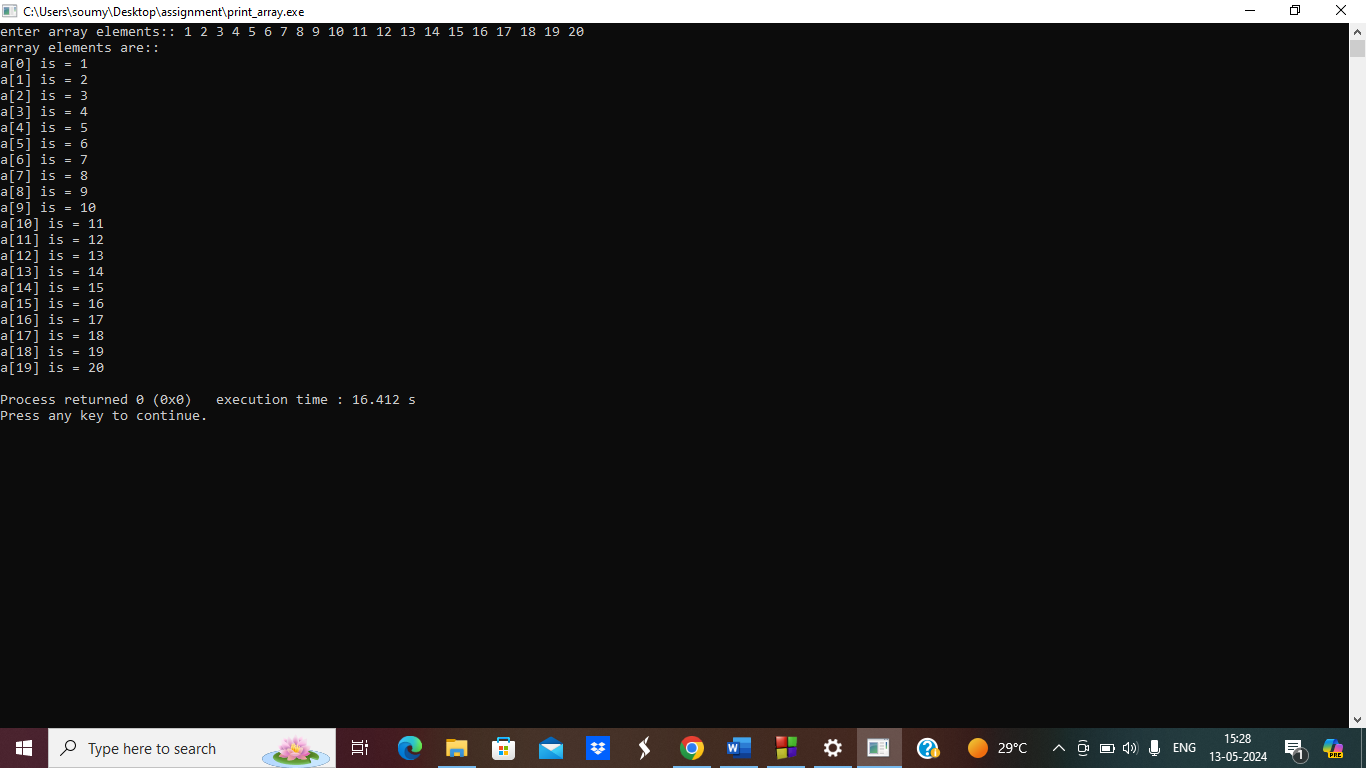 C:\Users\soumy\Desktop\assignment\print_array.exe
enter array elements:: 1 2 3 4 5 6 7 8 9 10 11 12 13 14 15 16 17 18 19 20
array elements are::
a[0] is = 1
a[1] is = 2
a[2] is = 3
a[3] is = 4
a[4] is = 5
a[5] is = 6
a[6] is = 7
a[7] is = 8
a[8] is = 9
a[9] is = 10
a[10] is = 11
a[11] is = 12
a[12] is = 13
a[13] is = 14
a[14] is = 15
a[15] is = 16
a[16] is = 17
a[17] is = 18
a[18] is = 19
a[19] is = 20
Process returned 0 (0x0)   execution time : 16.412 s
Press any key to continue.
Type here to search
29°C
ENG
15:28
13-05-2024
1
PRE